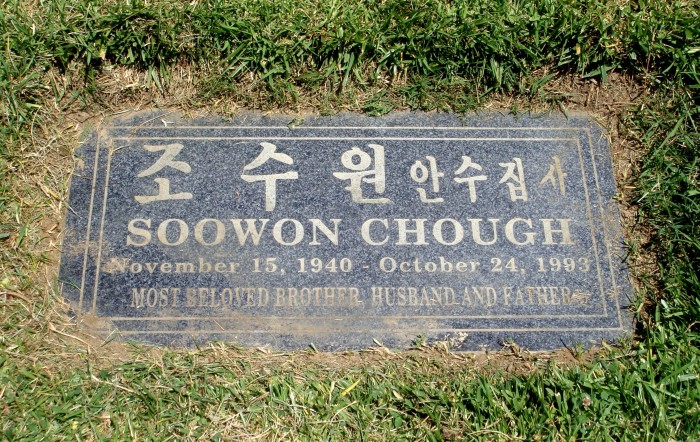 조 수 원 안수집사
SOOWON CHOUGH
November 15, 1940 - October 24, 1993
MOST BELOVED BROTHER, HUSBAND AND FATHER